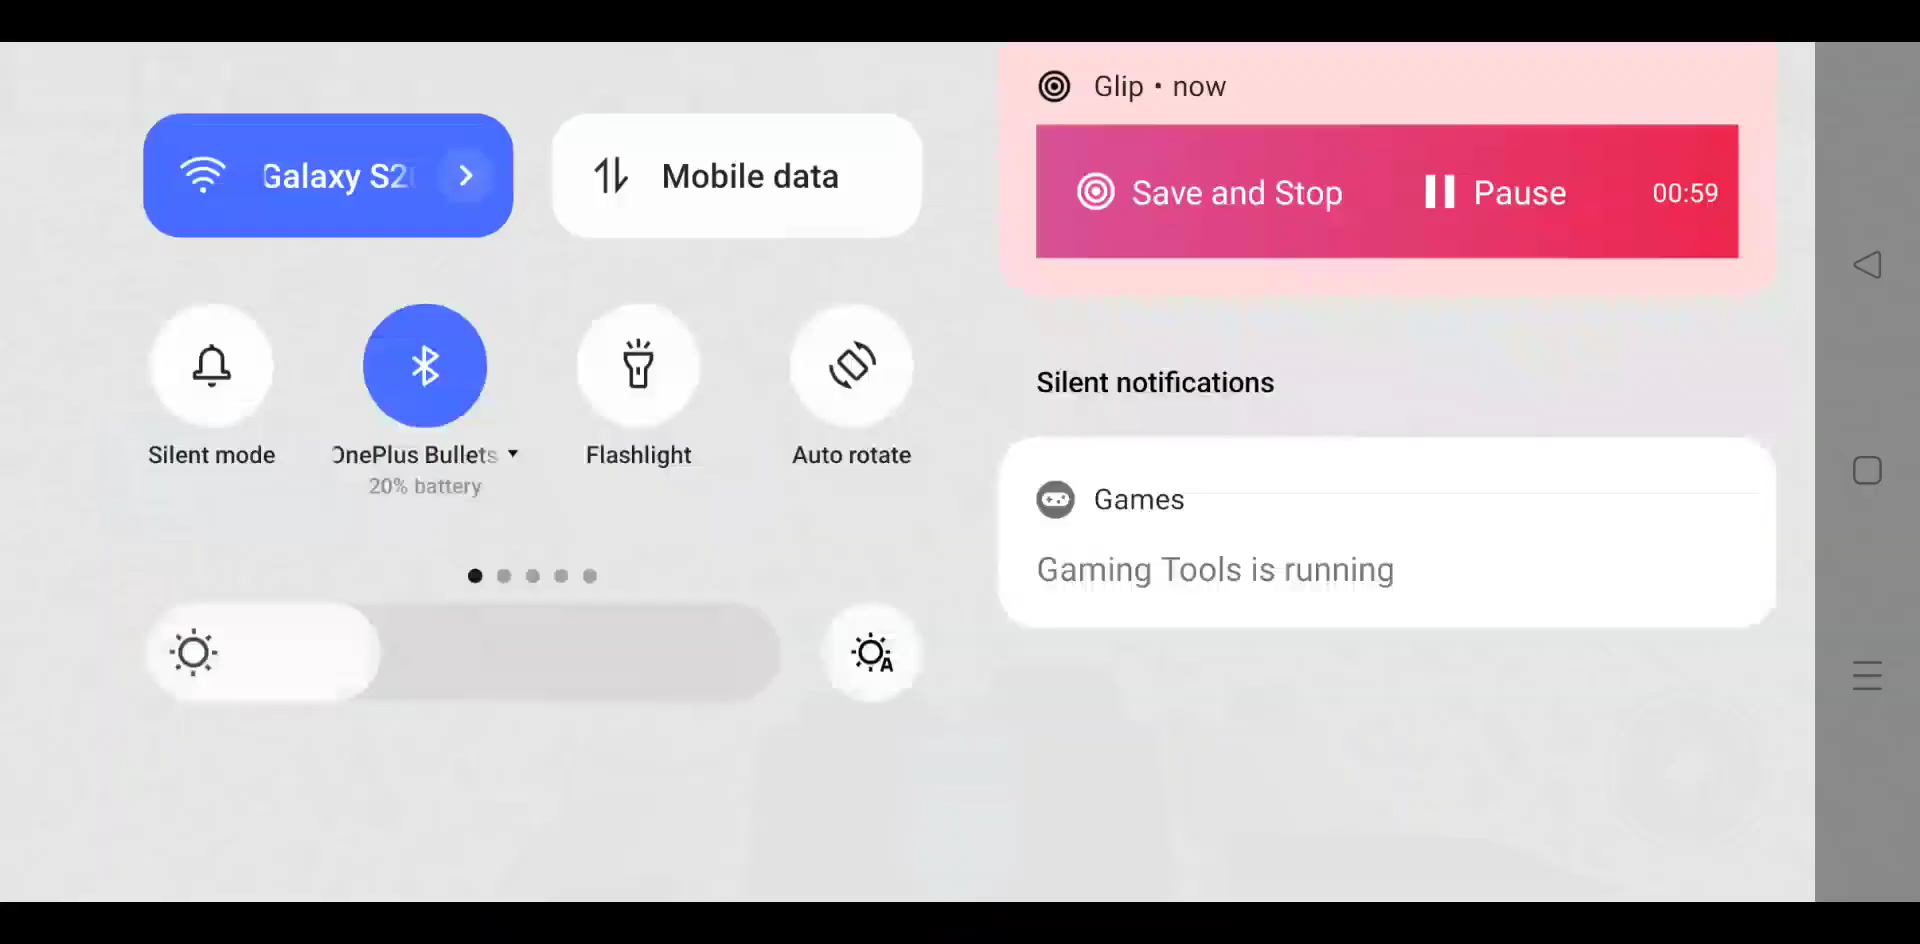 Galaxy S2
Mobile data
Silent mode
OnePlus Bullets
20% battery
Flashlight
Auto rotate
A
Glip • now
Save and Stop
Pause
00:59
Silent notifications
Games
Gaming Tools is running